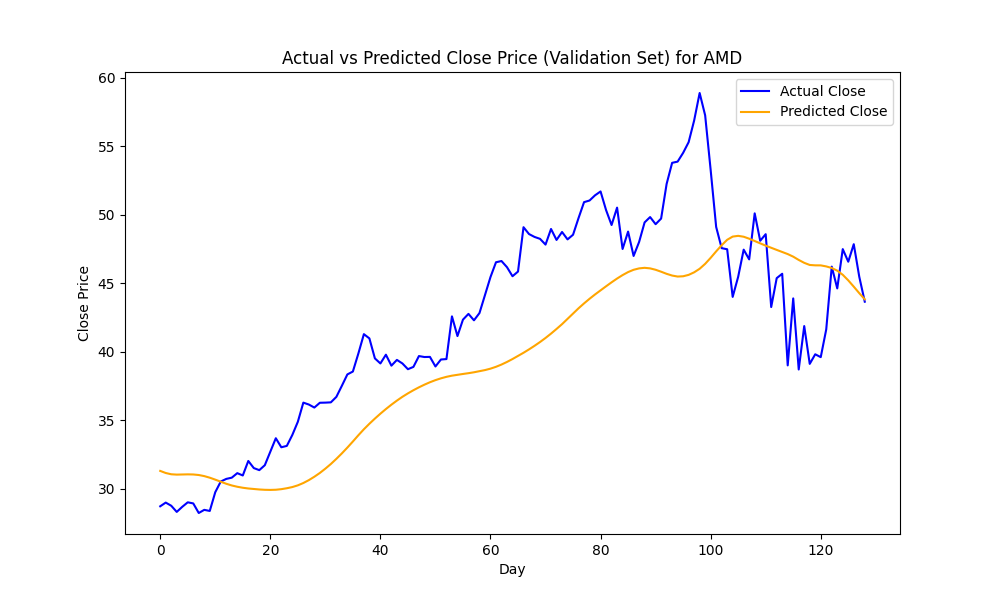 Actual vs Predicted Close Price (Validation Set) for AMD
Actual Close
Predicted Close
Close Price
60
55
50
45
40
35
30
0 20 40 60 80 100 120
Day